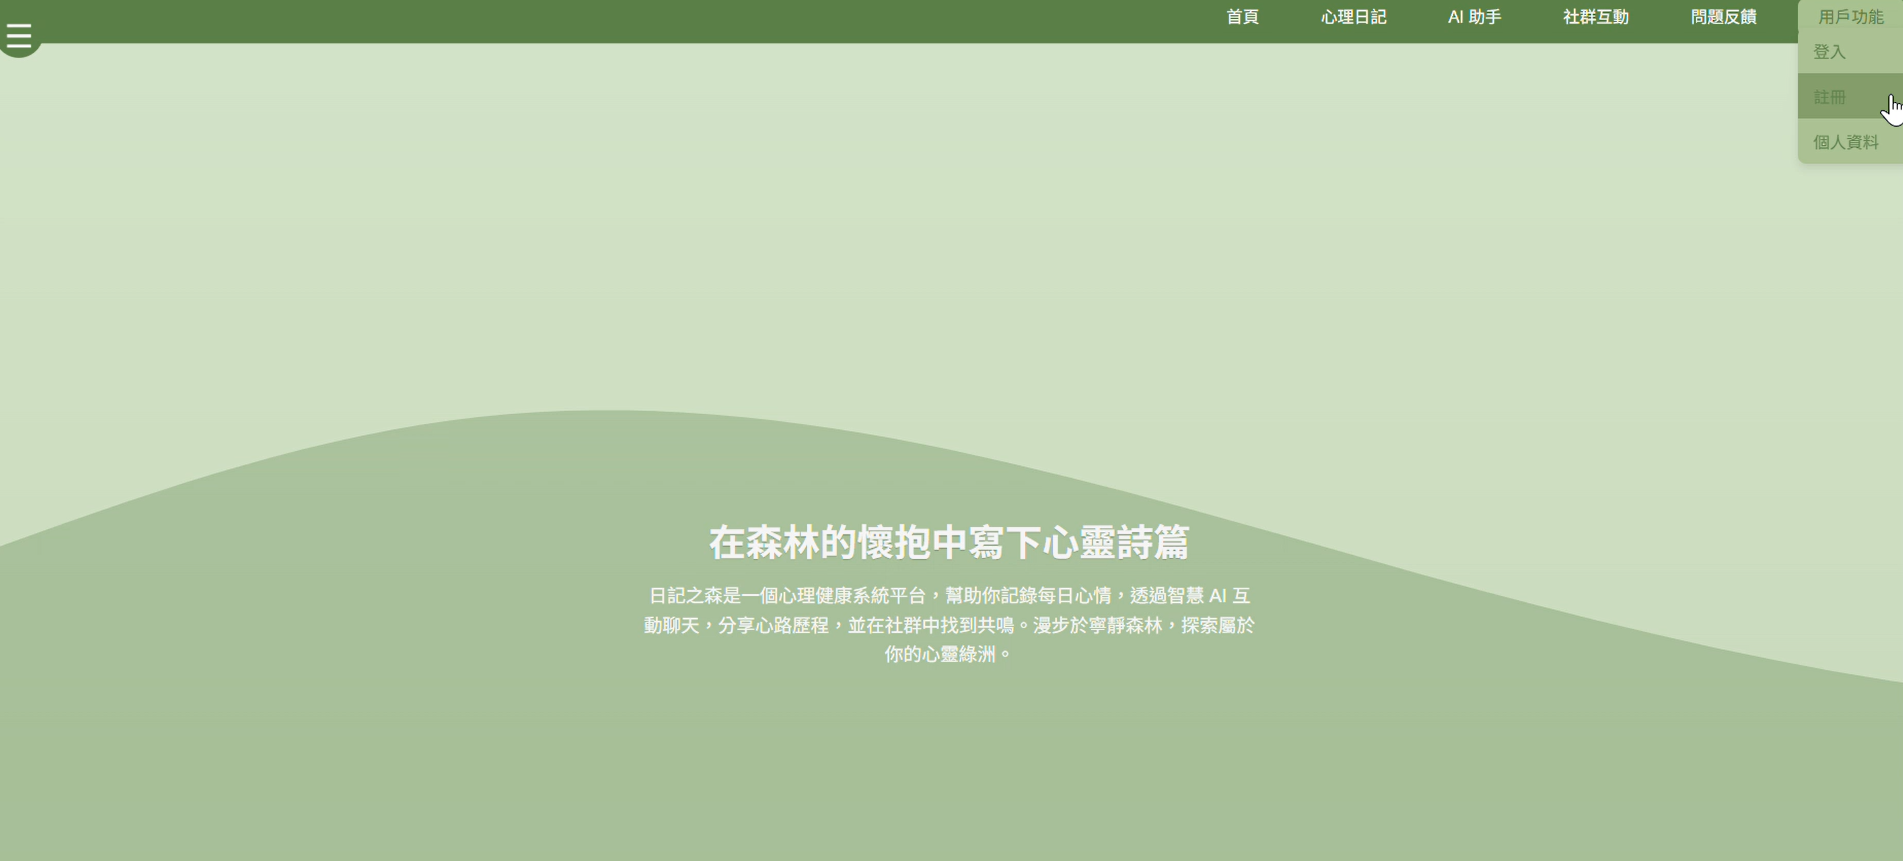 首頁
心理日記
AI 助手
社群互動
問題反饋
用戶功能
登入
註冊
個人資料
在森林的懷抱中寫下心靈詩篇
日記之森是一個心理健康系統平台，幫助你記錄每日心情，透過智慧 AI 互
動聊天，分享心路歷程，並在社群中找到共鳴。漫步於寧靜森林，探索屬於
你的心靈綠洲。